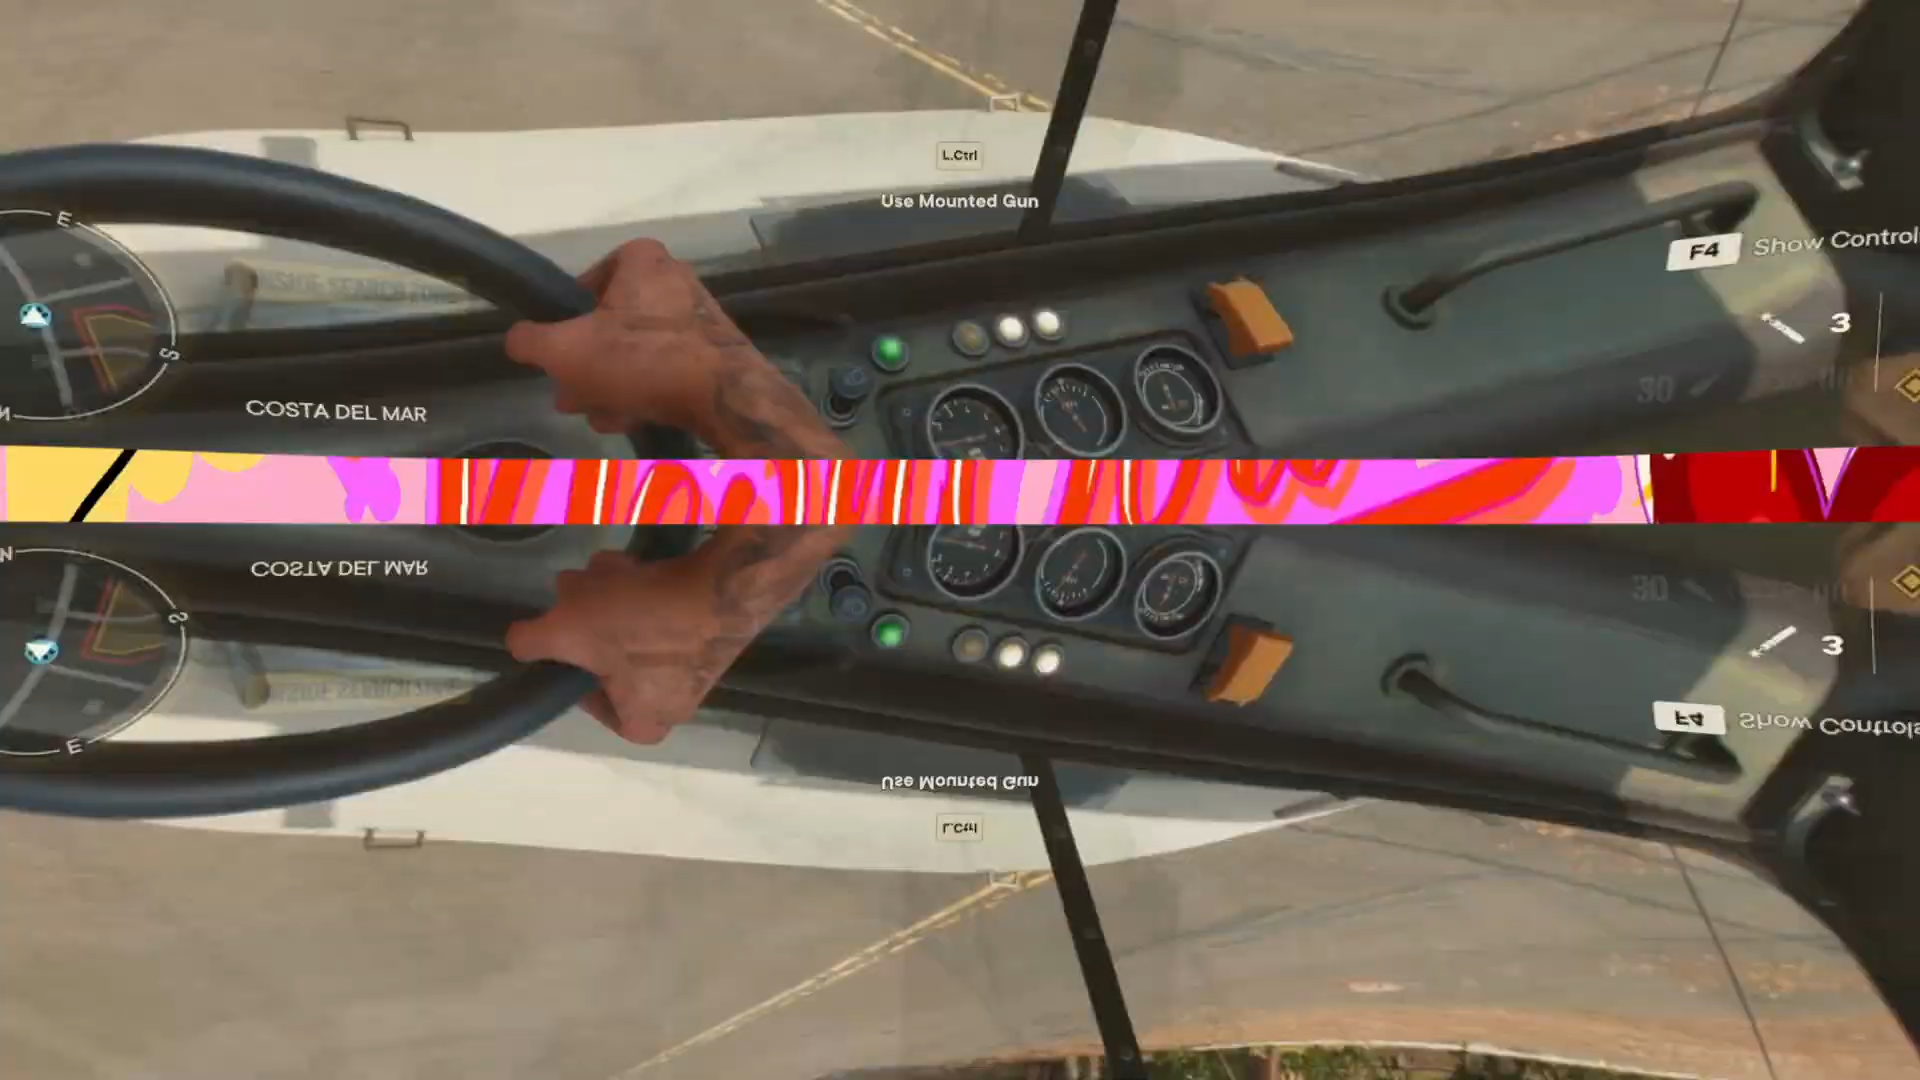 L.Ctrl
Use Mounted Gun
E
F4 Show Control
S
3
30
N
COSTA DEL MAR
N
COSTA DEL MAR
30
S
3
F4 Show Controls
E
Use Mounted Gun
L.Ctrl